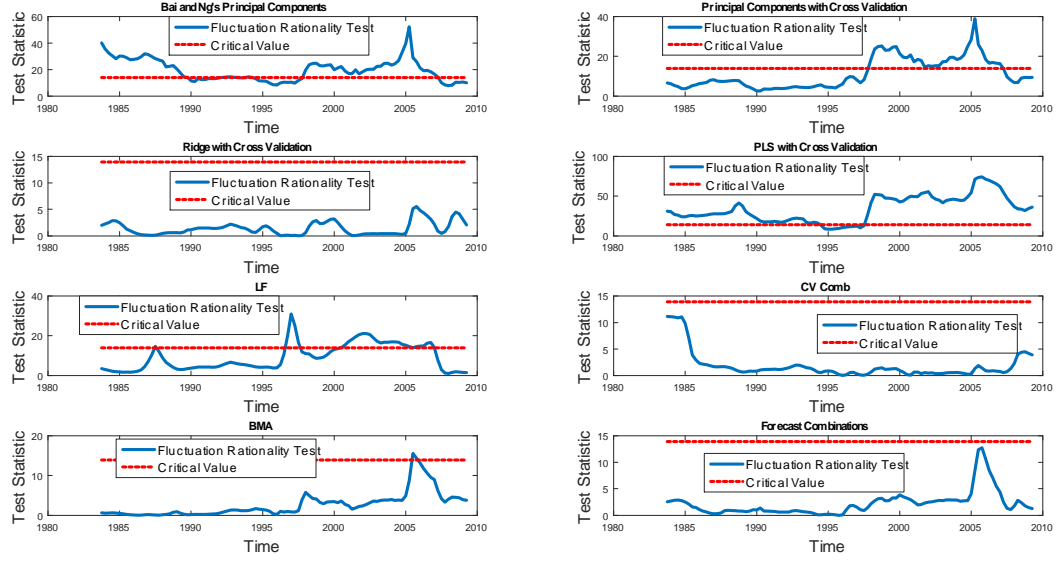 Bai and Ng's Principal Components
Test Statistic
60
40
20
0
Fluctuation Rationality Test
Critical Value
1980 1985 1990 1995 2000 2005 2010
Time
Principal Components with Cross Validation
Test Statistic
40
20
0
Fluctuation Rationality Test
Critical Value
1980 1985 1990 1995 2000 2005 2010
Time
Ridge with Cross Validation
Test Statistic
15
10
5
0
Fluctuation Rationality Test
Critical Value
1980 1985 1990 1995 2000 2005 2010
Time
PLS with Cross Validation
Test Statistic
100
50
0
Fluctuation Rationality Test
Critical Value
1980 1985 1990 1995 2000 2005 2010
Time
LF
Test Statistic
40
20
0
Fluctuation Rationality Test
Critical Value
1980 1985 1990 1995 2000 2005 2010
Time
CV Comb
Test Statistic
15
10
5
0
Fluctuation Rationality Test
Critical Value
1980 1985 1990 1995 2000 2005 2010
Time
BMA
Test Statistic
20
10
0
Fluctuation Rationality Test
Critical Value
1980 1985 1990 1995 2000 2005 2010
Time
Forecast Combinations
Test Statistic
15
10
5
0
Fluctuation Rationality Test
Critical Value
1980 1985 1990 1995 2000 2005 2010
Time